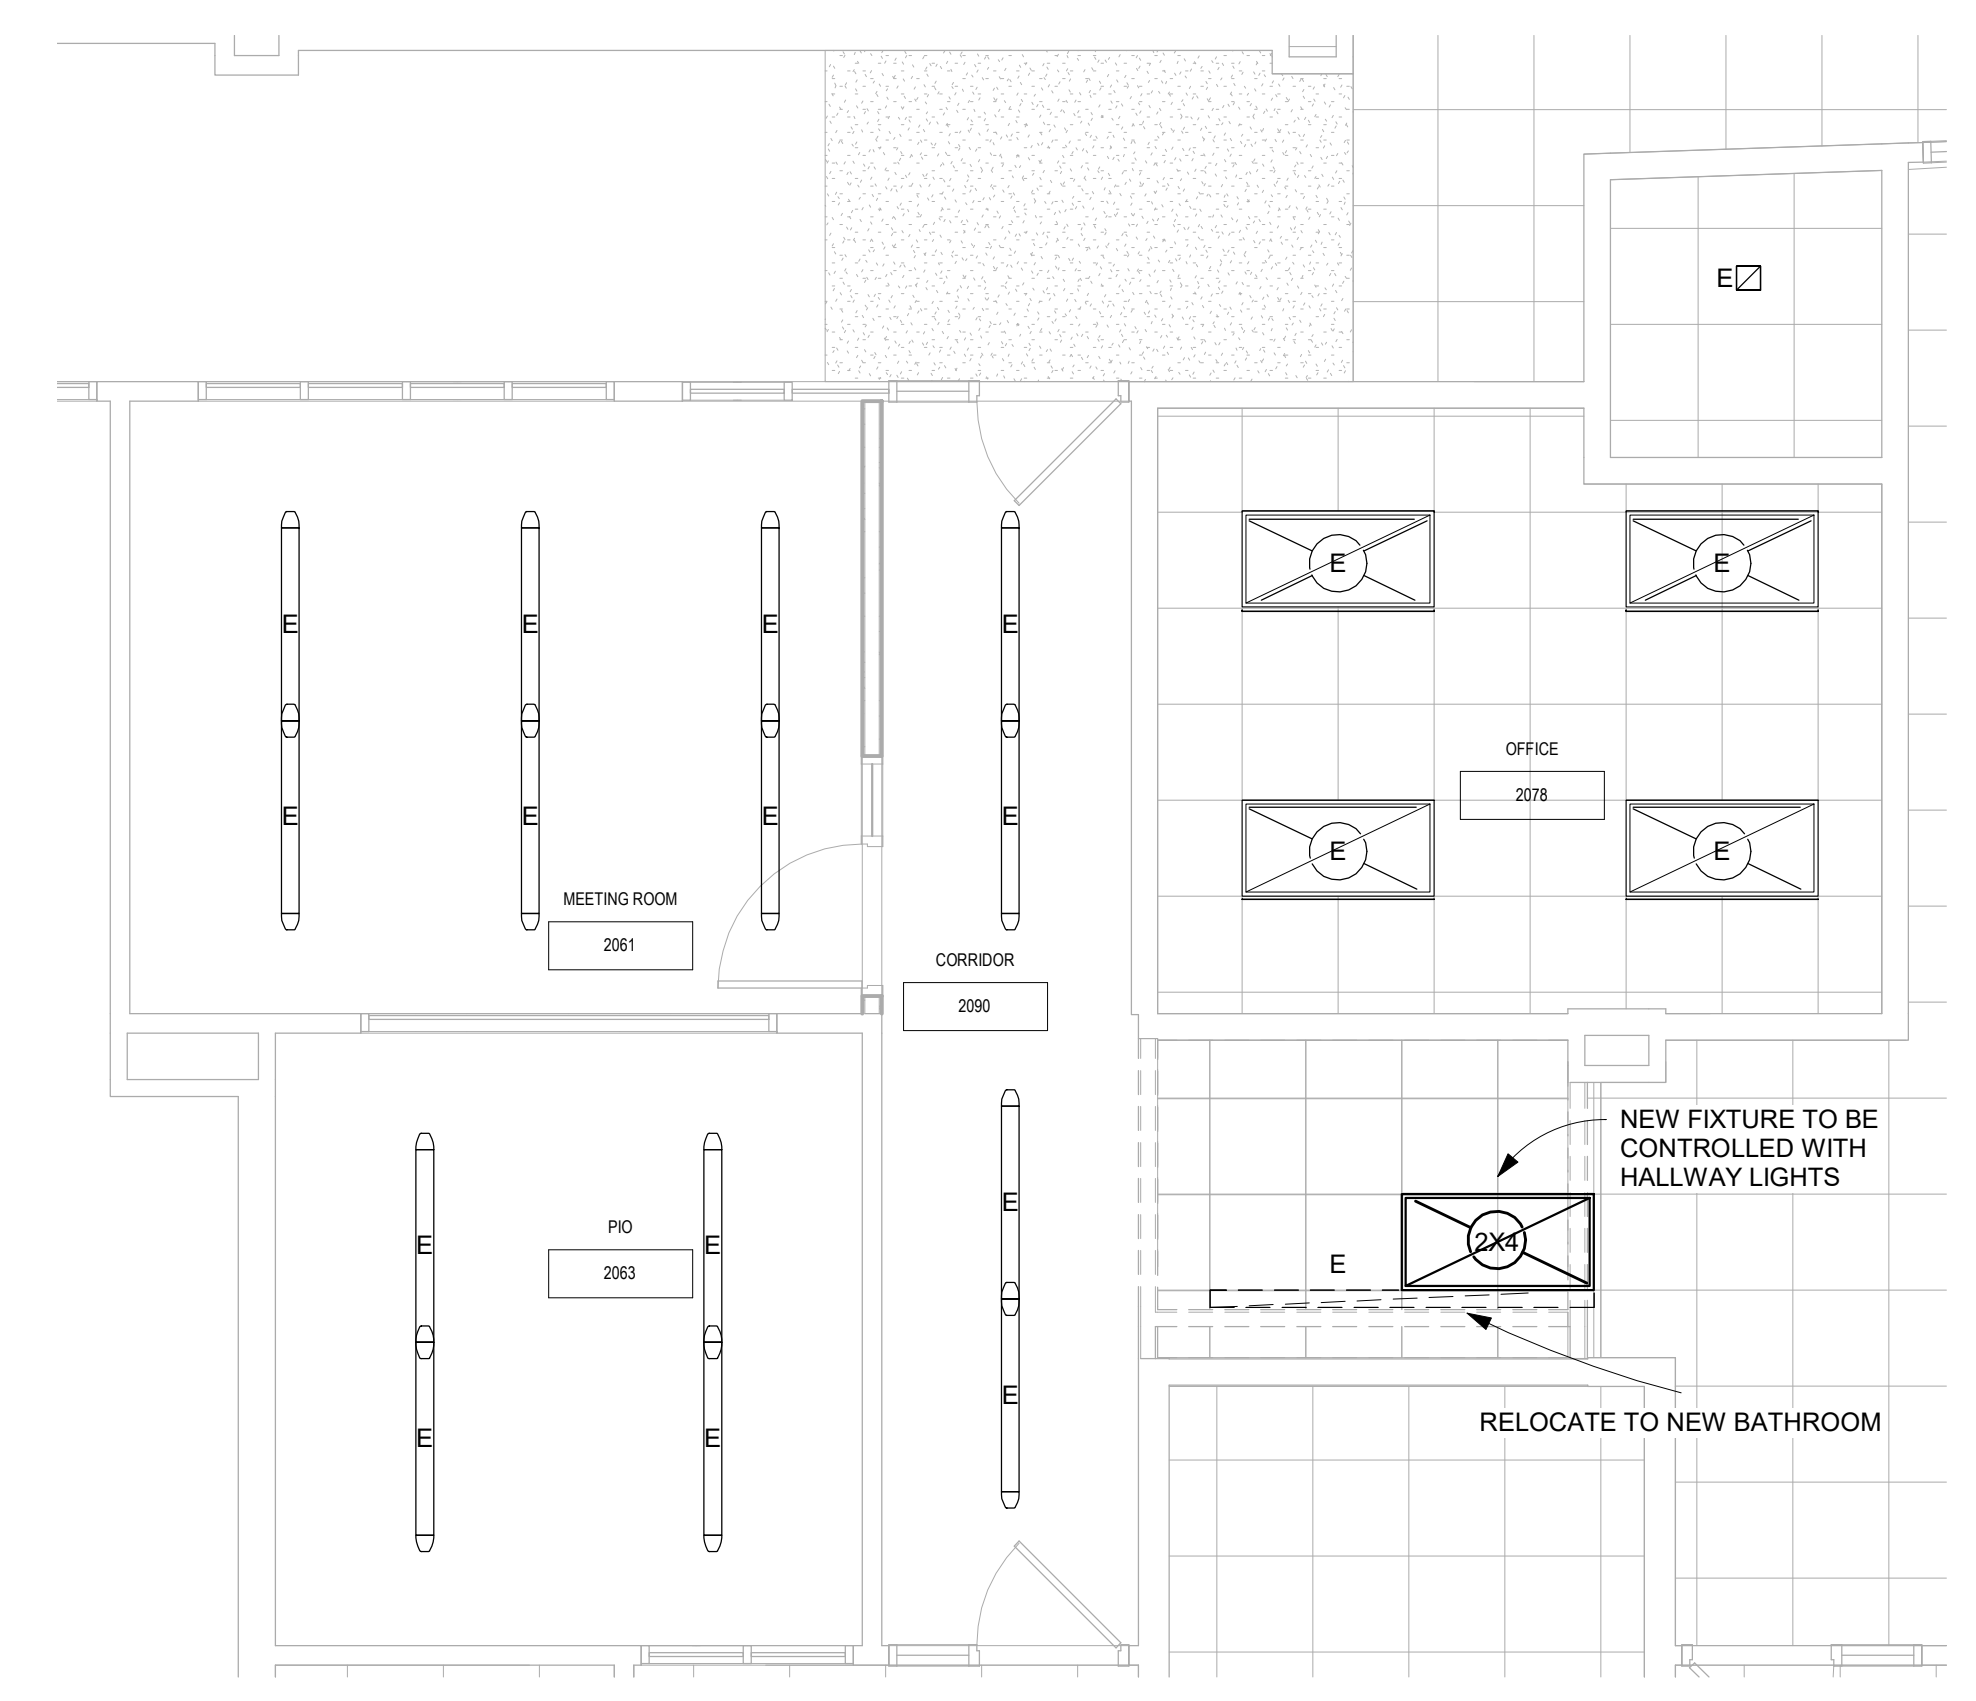 E
E
E
E
E
E
E
OFFICE
2078
E
E
E
E
E
E
MEETING ROOM
2061
CORRIDOR
2090
NEW FIXTURE TO BE
CONTROLLED WITH
HALLWAY LIGHTS
E
PIO
2063
E
E
2X4
E
E
E
RELOCATE TO NEW BATHROOM
E
E